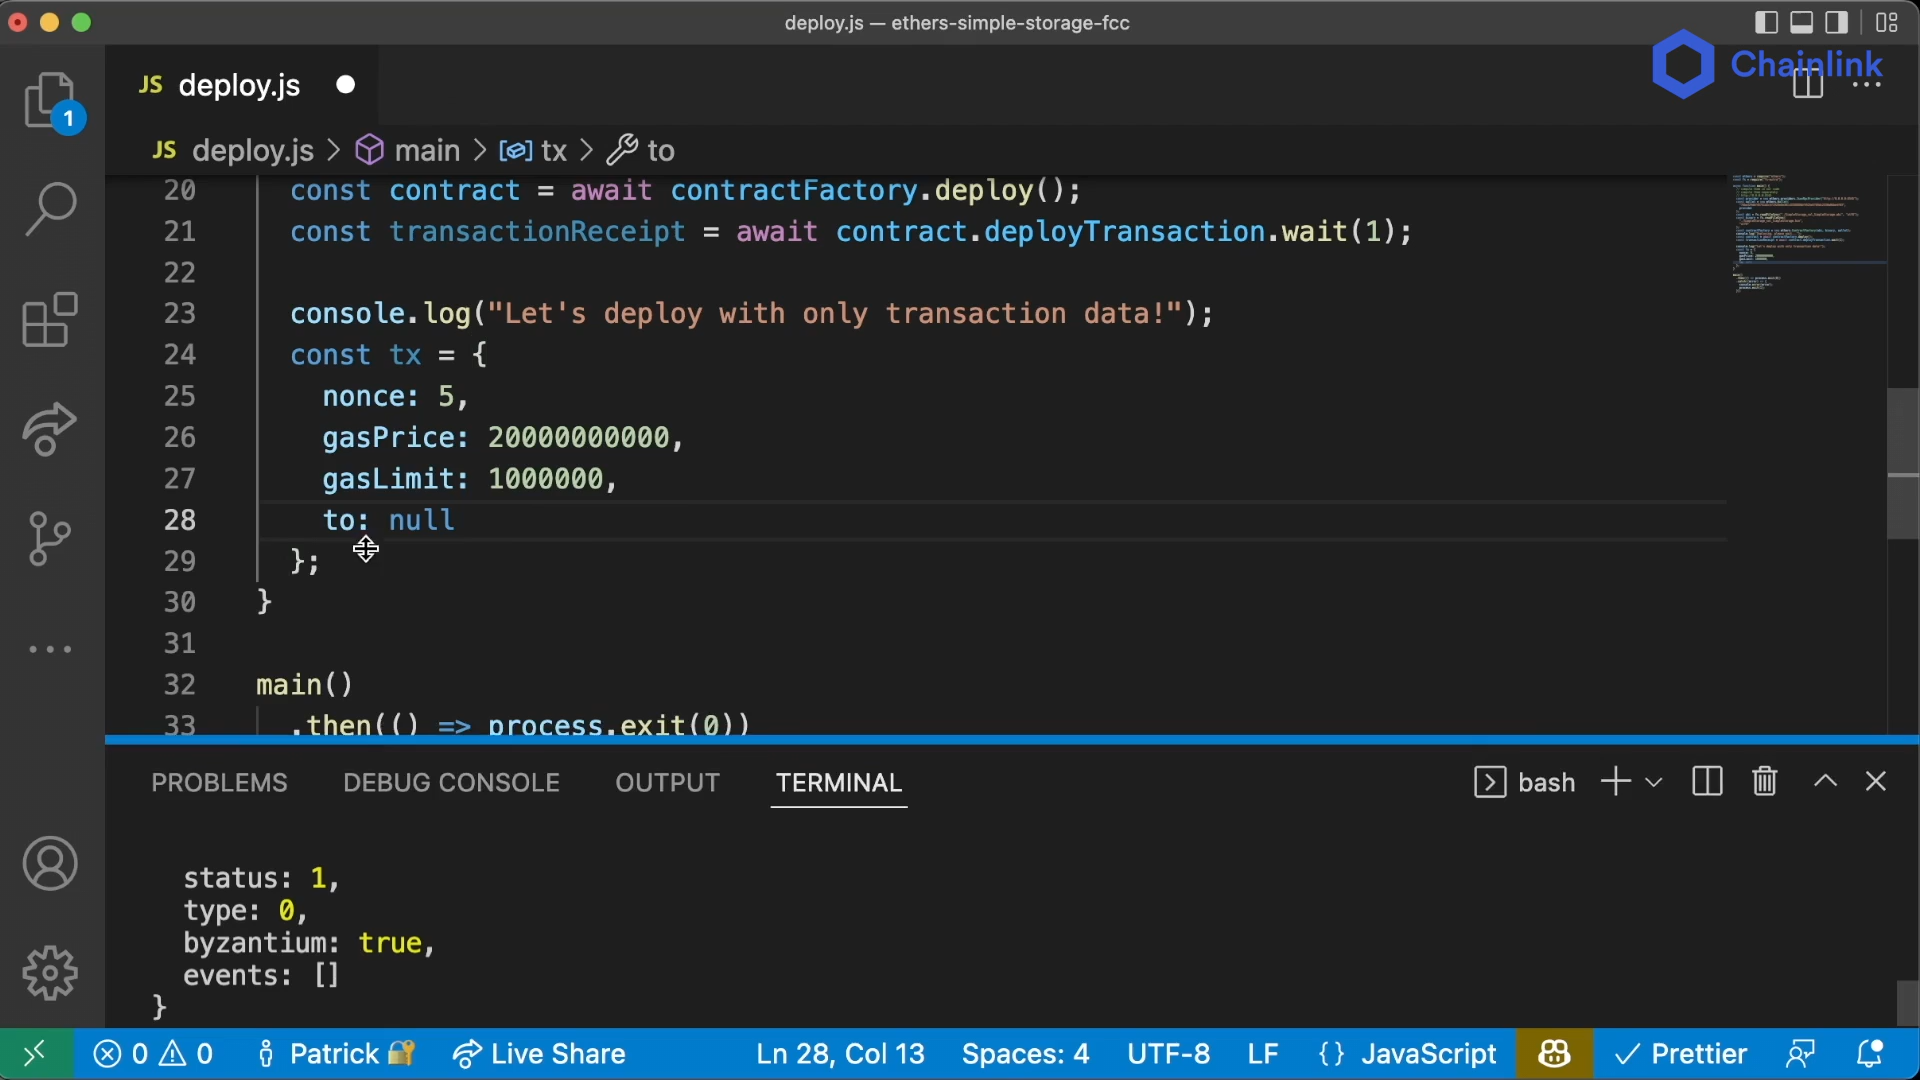 deploy.js — ethers-simple-storage-fcc
Chainlink
JS deploy.js
1
JS deploy.js > main > tx > to
20 const contract = await contractFactory.deploy();
21 const transactionReceipt = await contract.deployTransaction.wait(1);
22
23 console.log("Let's deploy with only transaction data!");
24 const tx = {
25 nonce: 5,
26 gasPrice: 20000000000,
27 gasLimit: 1000000,
28 to: null
29 };
30 }
31
32 main()
33 .then(() => process.exit(0))
PROBLEMS DEBUG CONSOLE OUTPUT TERMINAL bash
status: 1,
type: 0,
byzantium: true,
events: []
}
0 0 Patrick Live Share Ln 28, Col 13 Spaces: 4 UTF-8 LF {} JavaScript Prettier